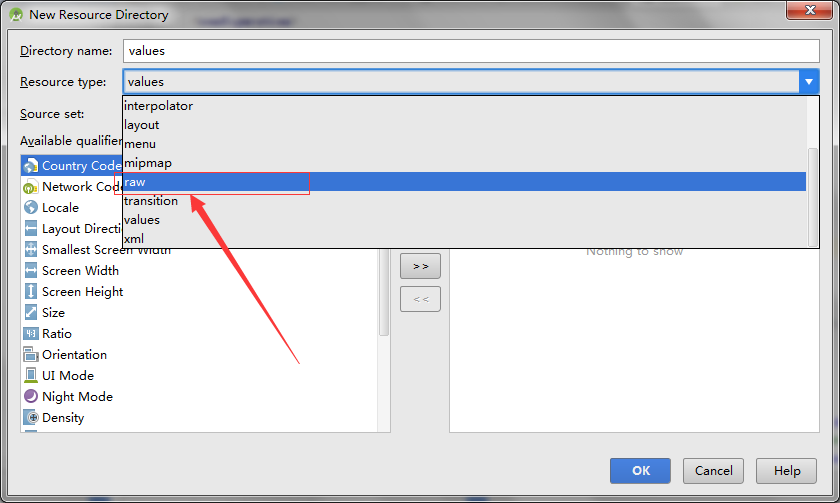 New Resource Directory
Directory name: values
Resource type: values
interpolator
layout
menu
mipmap
raw
transition
values
xml
Source set:
Available qualifier
Country Code
Network Cod
Locale
Layout Directi
Smallest Screen Width
Screen Width
Screen Height
Size
Ratio
Orientation
UI Mode
Night Mode
Density
>>
<<
Nothing to show
OK Cancel Help